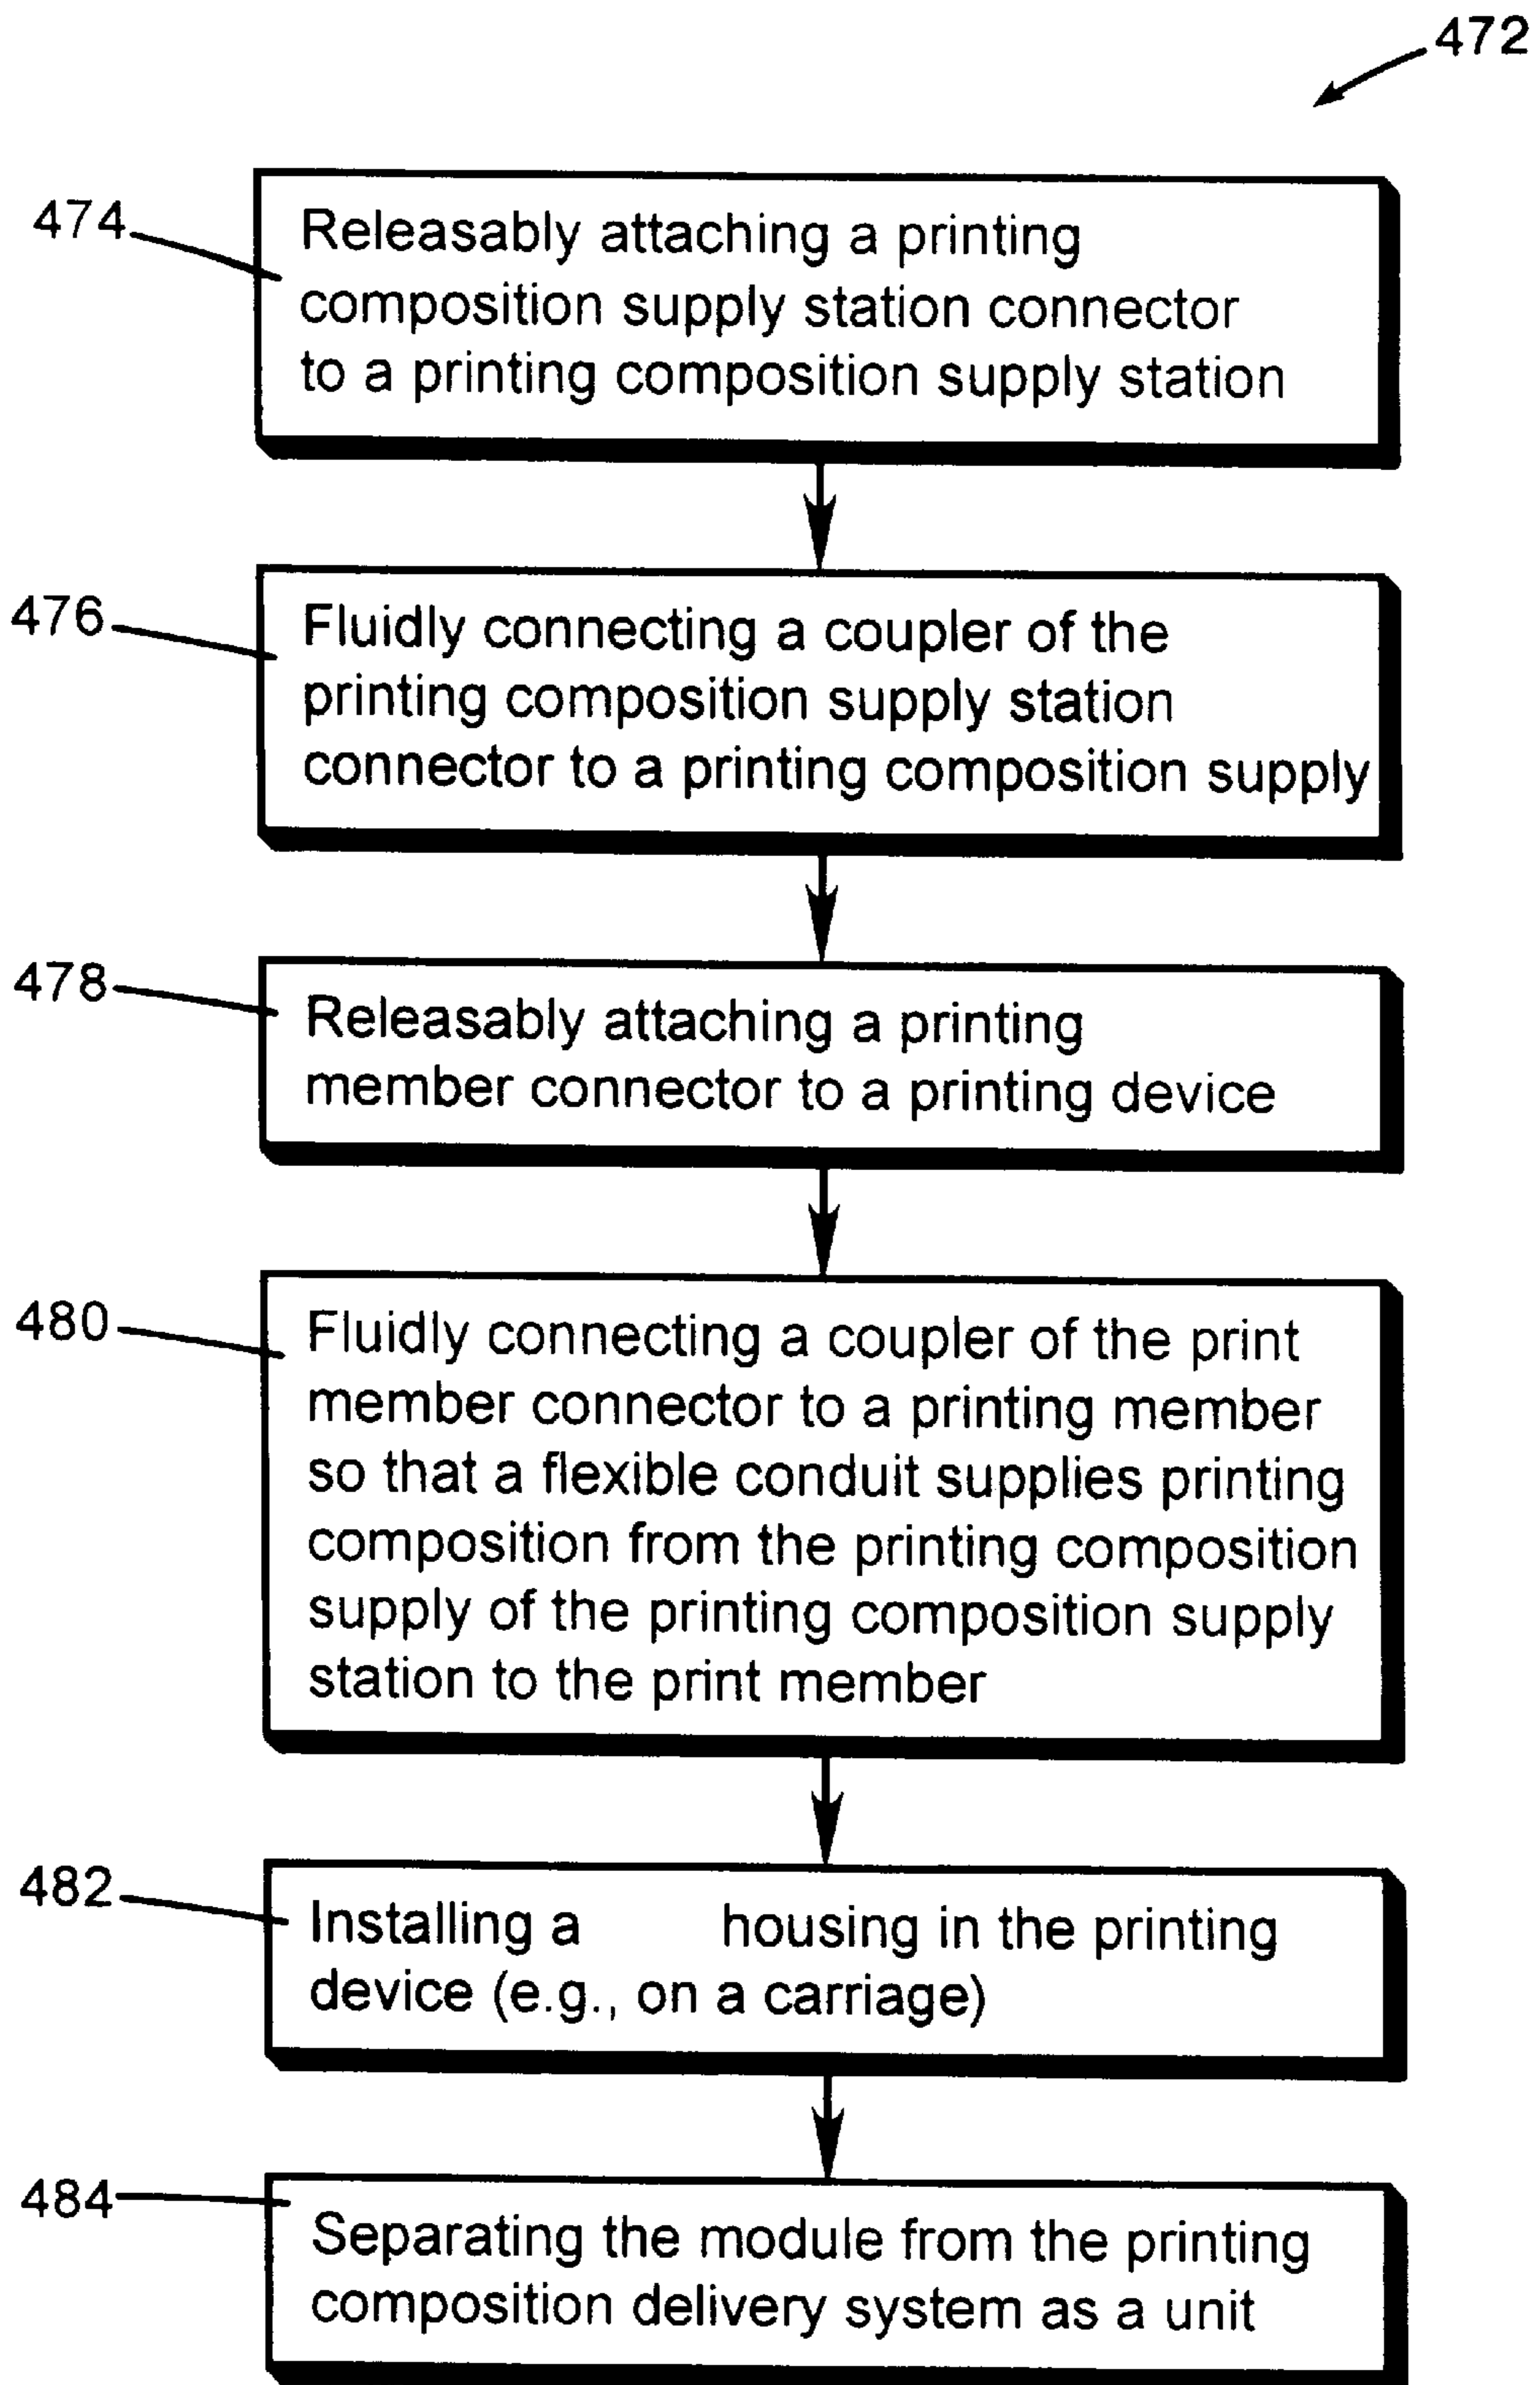 472
474
Releasably attaching a printing
composition supply station connector
to a printing composition supply station
476
Fluidly connecting a coupler of the
printing composition supply station
connector to a printing composition supply
478
Releasably attaching a printing
member connector to a printing device
480
Fluidly connecting a coupler of the print
member connector to a printing member
so that a flexible conduit supplies printing
composition from the printing composition
supply of the printing composition supply
station to the print member
482
Installing a housing in the printing
device (e.g., on a carriage)
484
Separating the module from the printing
composition delivery system as a unit